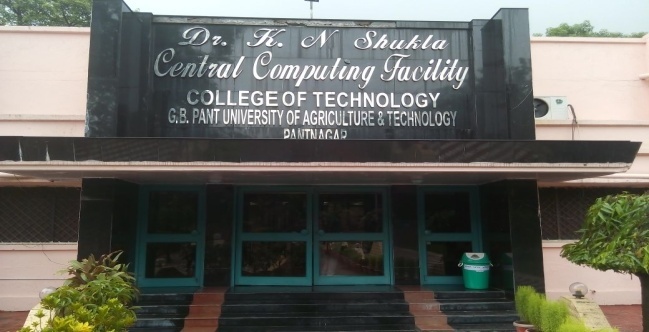 Dr. K. N Shukla
Central Computing Facility
COLLEGE OF TECHNOLOGY
G.B. PANT UNIVERSITY OF AGRICULTURE & TECHNOLOGY
PANTNAGAR